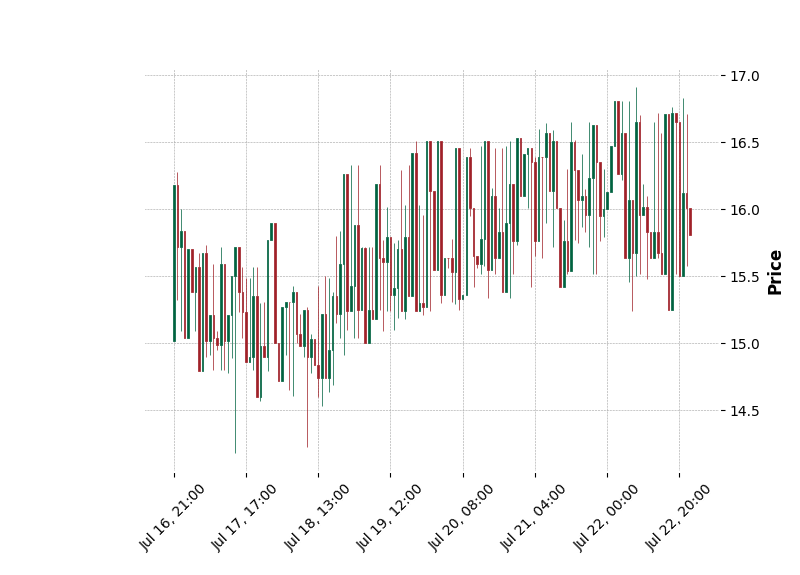 17.0
16.5
16.0
15.5
15.0
14.5
Price
Jul 16, 21:00
Jul 17, 17:00
Jul 18, 13:00
Jul 19, 12:00
Jul 20, 08:00
Jul 21, 04:00
Jul 22, 00:00
Jul 22, 20:00